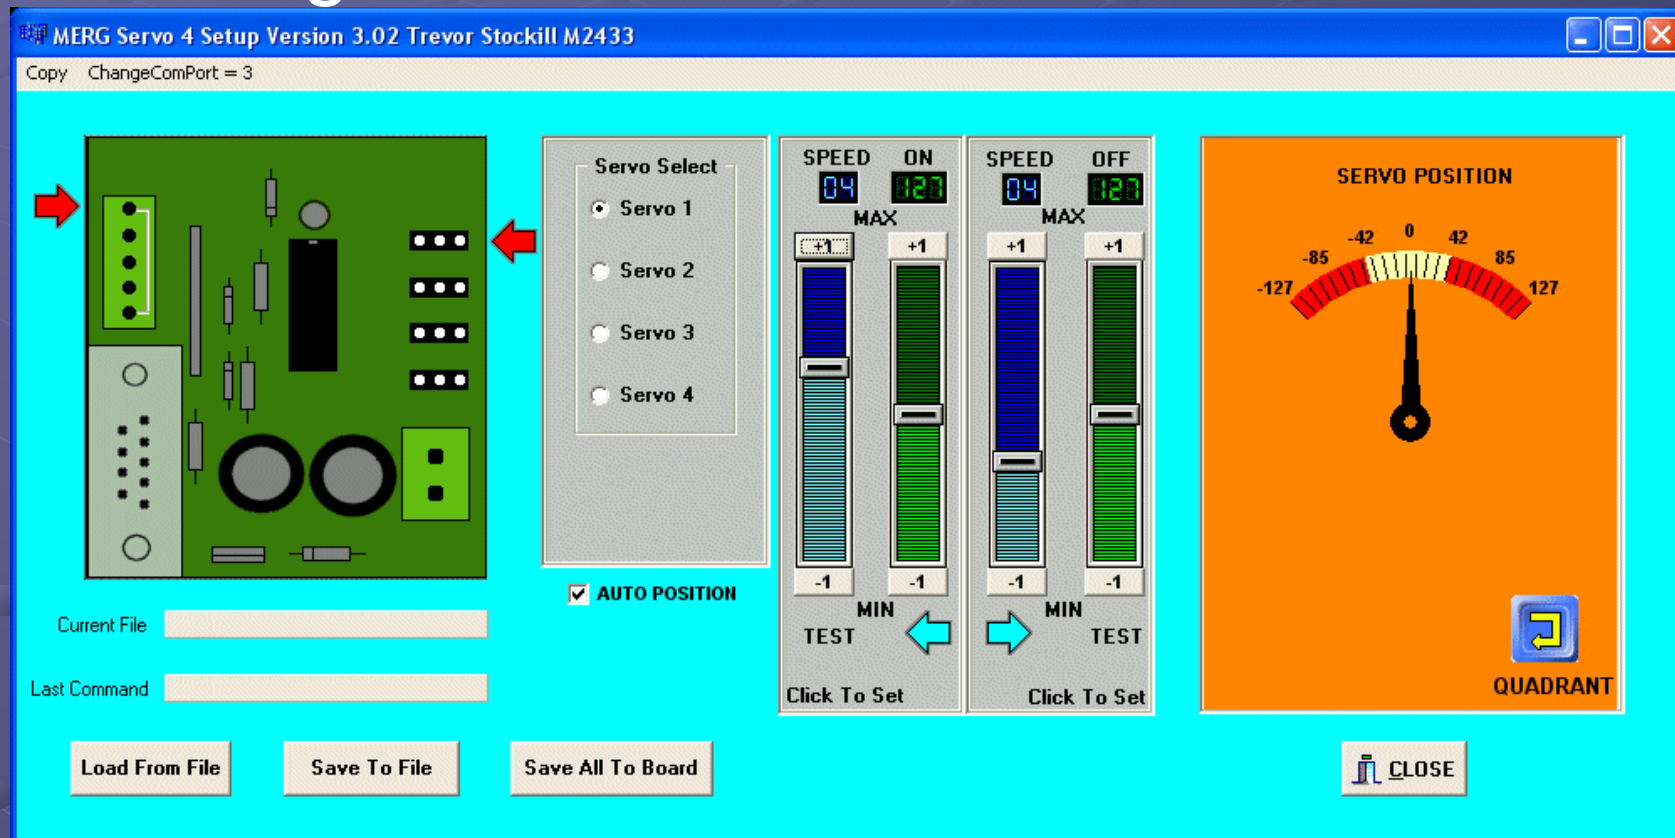 MERG Servo 4 Setup Version 3.02 Trevor Stockill M2433
Copy ChangeComPort = 3
Servo Select
Servo 1
Servo 2
Servo 3
Servo 4
AUTO POSITION
SPEED ON
04 127
MAX
+1 +1
-1 -1
MIN
TEST
Click To Set
SPEED OFF
04 127
MAX
+1 +1
-1 -1
MIN
TEST
Click To Set
SERVO POSITION
-127 -85 -42 0 42 85 127
QUADRANT
Current File
Last Command
Load From File
Save To File
Save All To Board
CLOSE